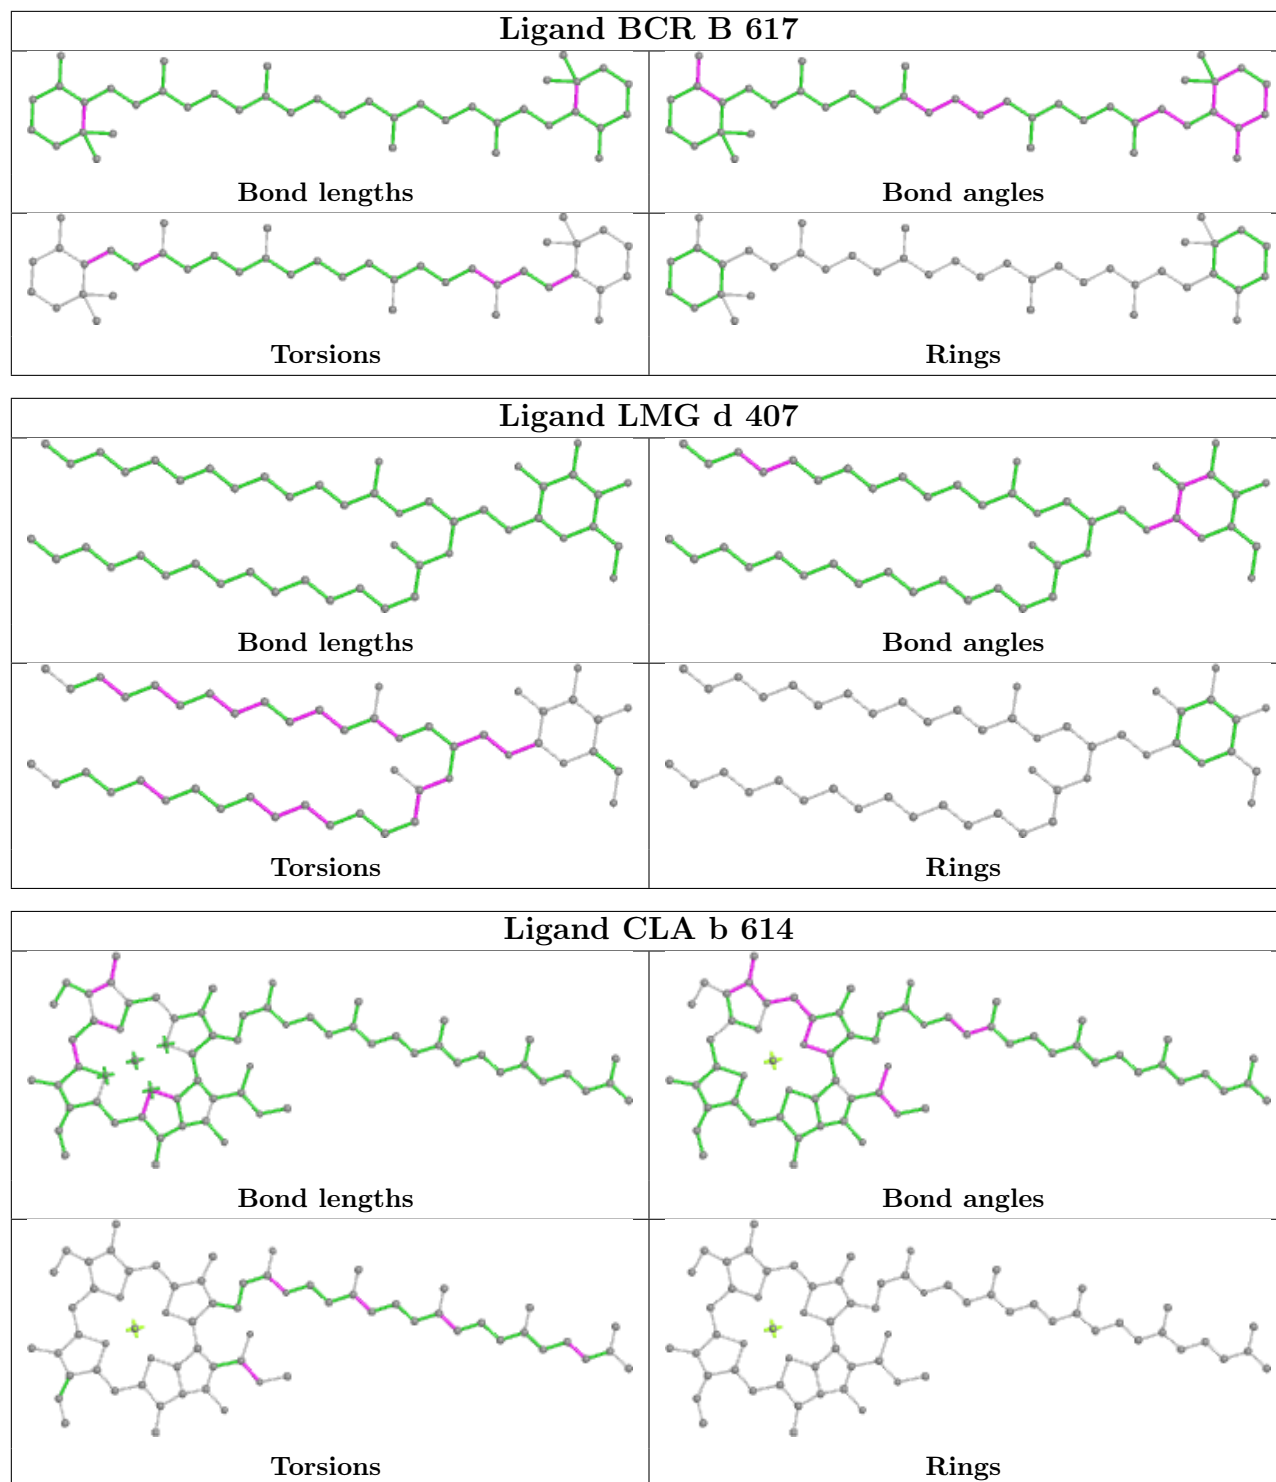 Ligand BCR B 617
Bond lengths
Bond angles
Torsions
Rings
Ligand LMG d 407
Bond lengths
Bond angles
Torsions
Rings
Ligand CLA b 614
Bond lengths
Bond angles
Torsions
Rings